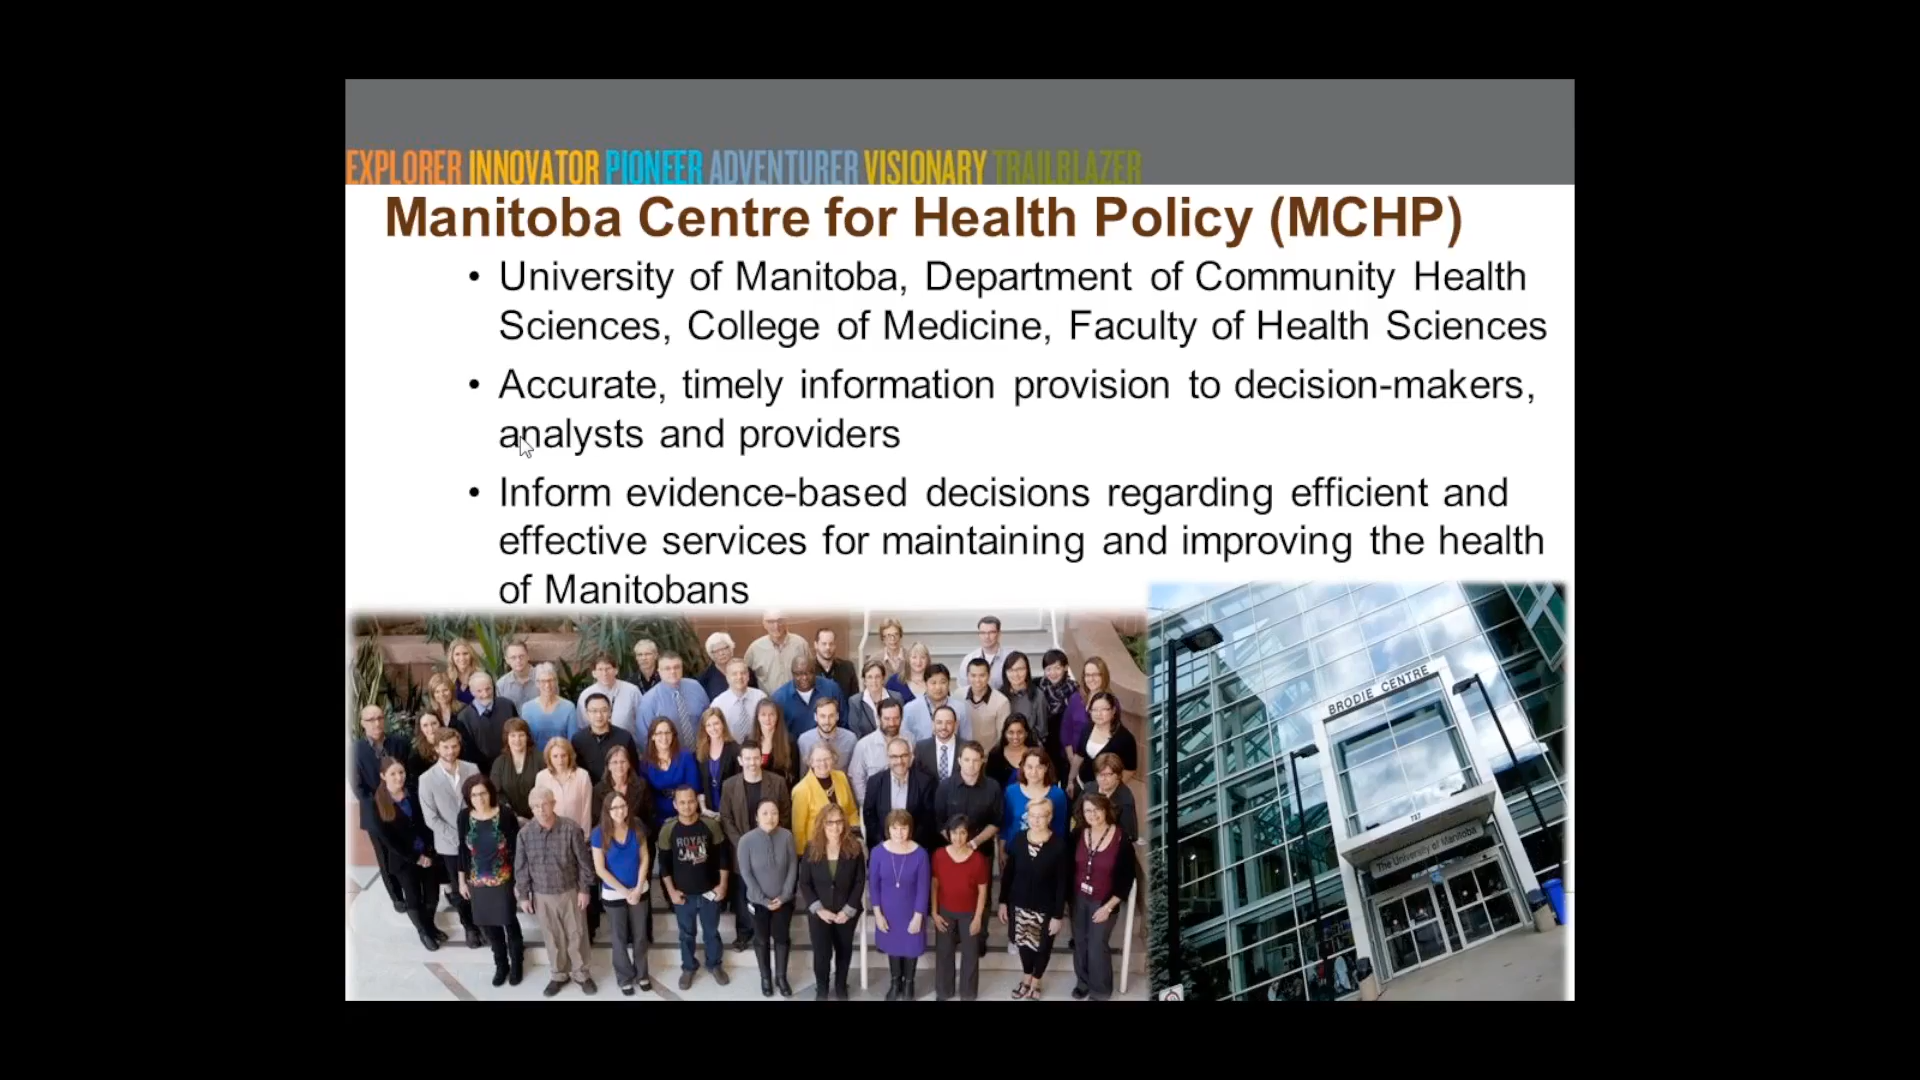 EXPLORER INNOVATOR PIONEER ADVENTURER VISIONARY TRAILBLAZER
Manitoba Centre for Health Policy (MCHP)
• University of Manitoba, Department of Community Health
Sciences, College of Medicine, Faculty of Health Sciences
• Accurate, timely information provision to decision-makers,
analysts and providers
• Inform evidence-based decisions regarding efficient and
effective services for maintaining and improving the health
of Manitobans
BRODIE CENTRE
727
The University of Manitoba
ROYAL